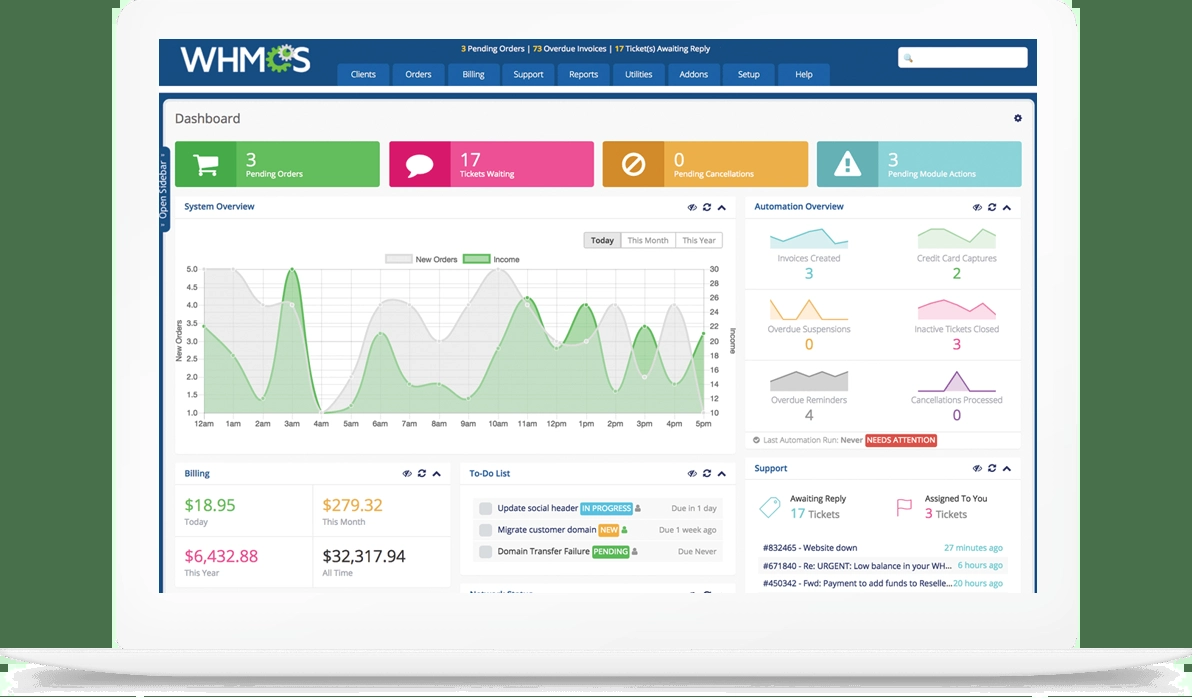 WHMCS
3 Pending Orders | 73 Overdue Invoices | 17 Ticket(s) Awaiting Reply
Clients Orders Billing Support Reports Utilities Addons Setup Help
Dashboard
Open Sidebar
3
Pending Orders
17
Tickets Waiting
0
Pending Cancellations
3
Pending Module Actions
System Overview
Today This Month This Year
New Orders Income
New Orders
5.0
4.5
4.0
3.5
3.0
2.5
2.0
1.5
1.0
30
28
26
24
22
20
18
16
14
12
10
Income
12am 1am 2am 3am 4am 5am 6am 7am 8am 9am 10am 11am 12pm 1pm 2pm 3pm 4pm 5pm
Automation Overview
Invoices Created
3
Credit Card Captures
2
Overdue Suspensions
0
Inactive Tickets Closed
3
Overdue Reminders
4
Cancellations Processed
0
Last Automation Run: Never NEEDS ATTENTION
Billing
$18.95
Today
$279.32
This Month
$6,432.88
This Year
$32,317.94
All Time
To-Do List
Update social header IN PROGRESS Due in 1 day
Migrate customer domain NEW Due 1 week ago
Domain Transfer Failure PENDING Due Never
Support
Awaiting Reply
17 Tickets
Assigned To You
3 Tickets
#832465 - Website down 27 minutes ago
#671840 - Re: URGENT: Low balance in your WH... 6 hours ago
#450342 - Fwd: Payment to add funds to Reselle... 20 hours ago